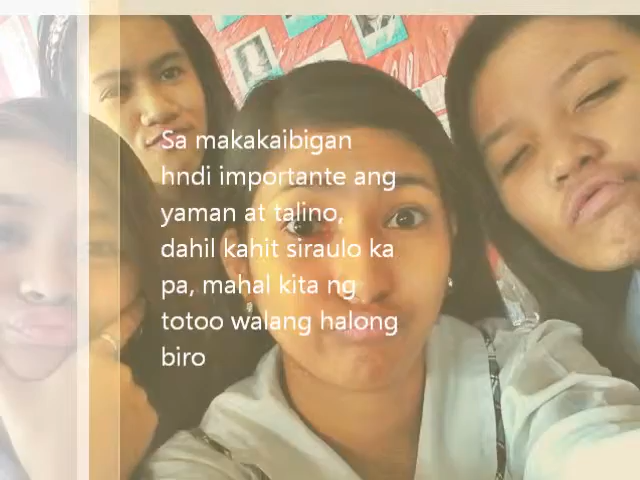 Sa makakaibigan
hndi importante ang
yaman at talino,
dahil kahit siraulo ka
pa, mahal kita ng
totoo walang halong
biro